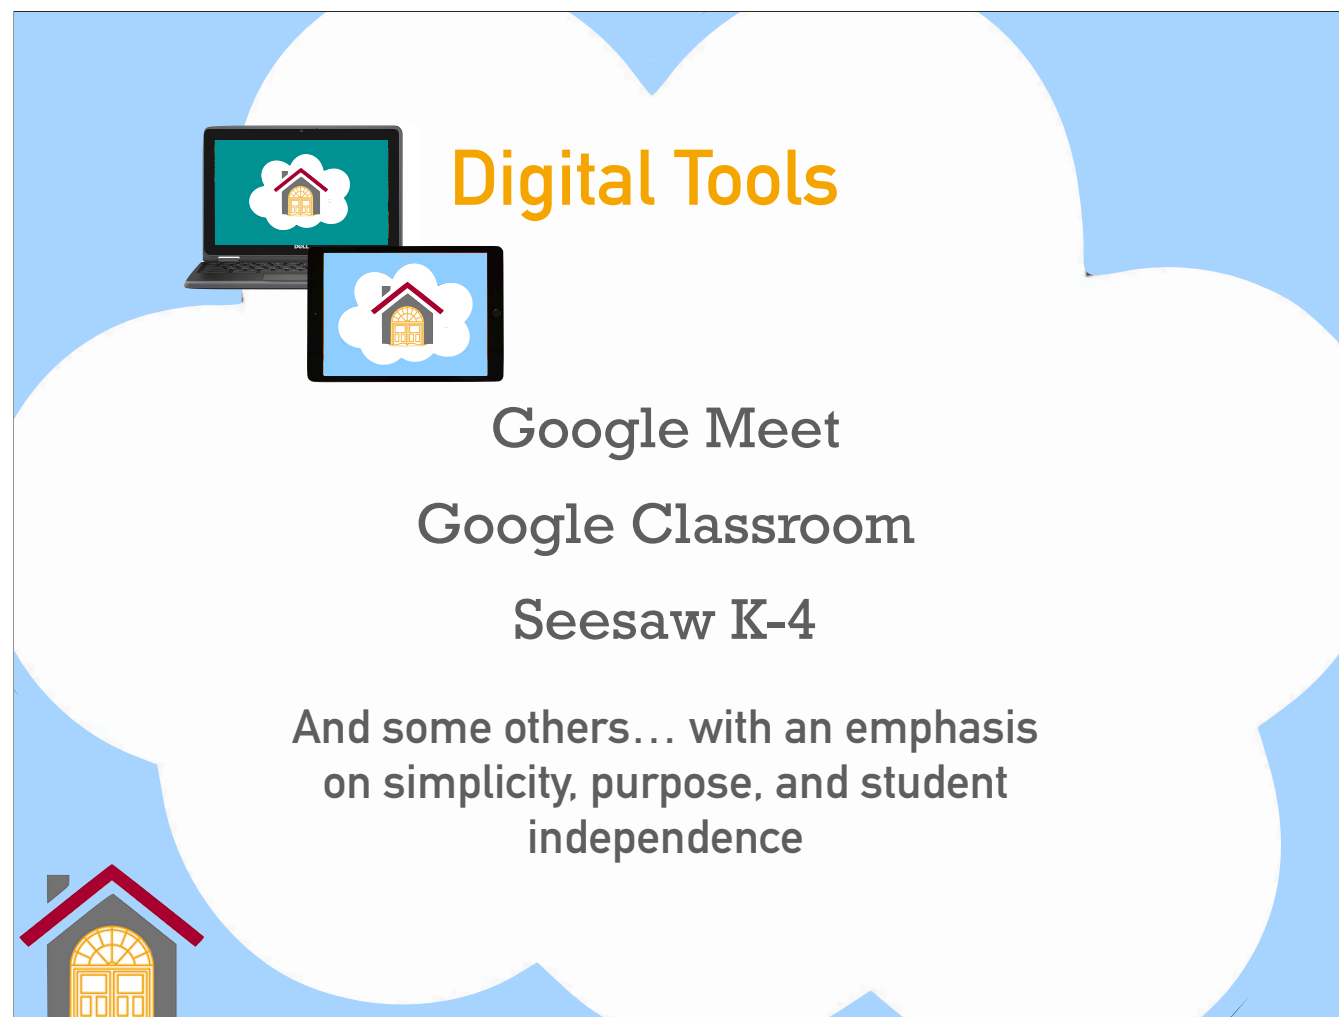 Digital Tools
DELL
Google Meet
Google Classroom
Seesaw K-4
And some others... with an emphasis
on simplicity, purpose, and student
independence